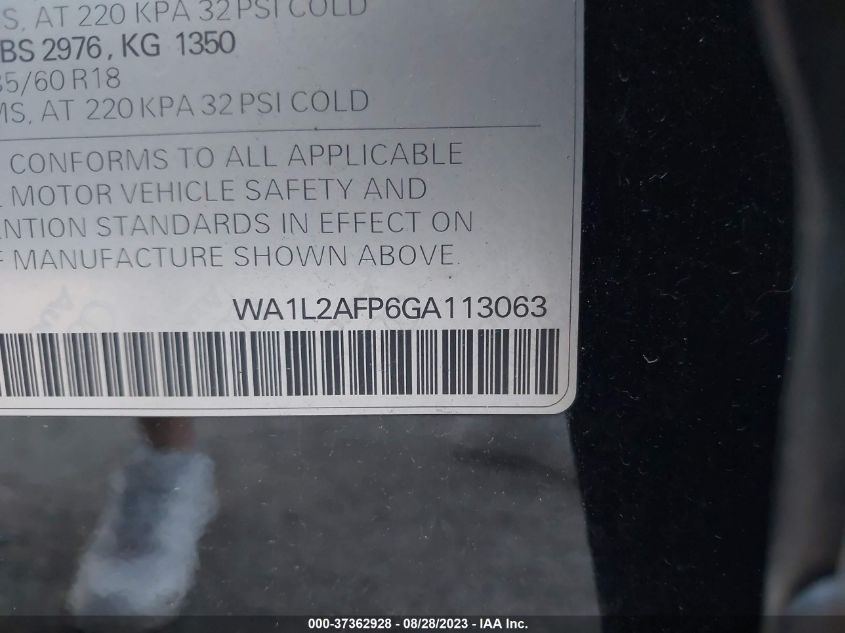 S, AT 220 KPA 32 PSI COLD
BS 2976, KG 1350
35/60 R18
MS, AT 220 KPA 32 PSI COLD
CONFORMS TO ALL APPLICABLE
MOTOR VEHICLE SAFETY AND
ENTION STANDARDS IN EFFECT ON
F MANUFACTURE SHOWN ABOVE.
WA1L2AFP6GA113063
000-37362928 - 08/28/2023 - IAA Inc.